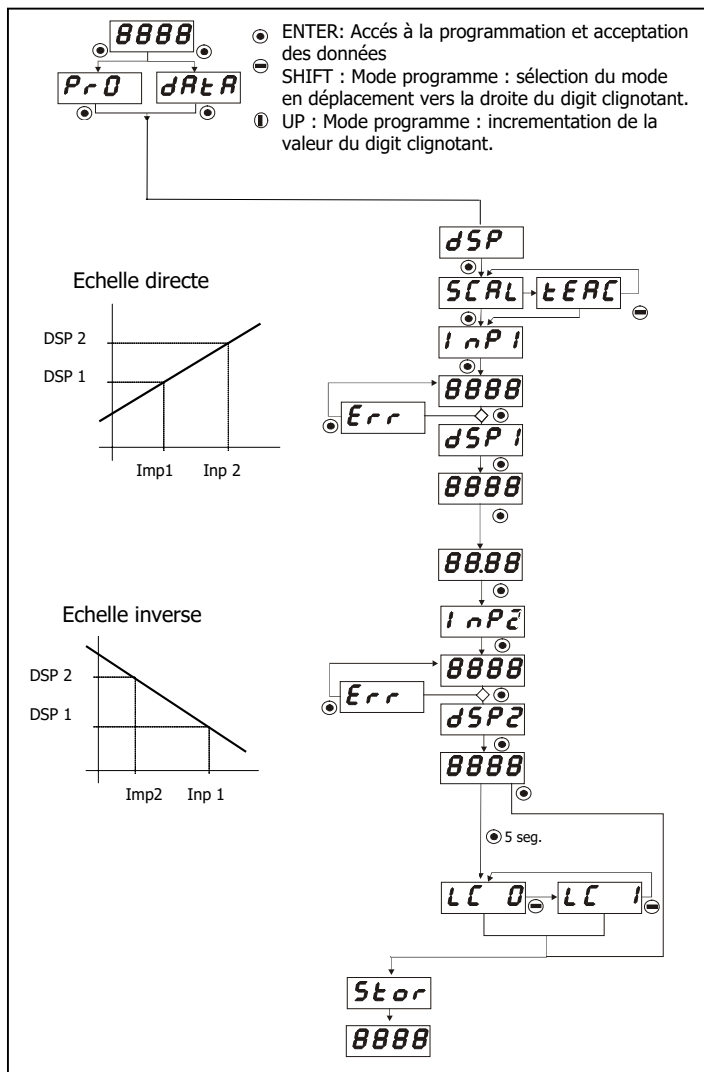 8888
Pr0 dAtA
ENTER: Accés à la programmation et acceptation
des données
SHIFT : Mode programme : sélection du mode
en déplacement vers la droite du digit clignotant.
UP : Mode programme : incrementation de la
valeur du digit clignotant.
dSP
SCAL tEAC
InP1
8888
Err
dSP1
8888
88.88
InP2
8888
Err
dSP2
8888
5 seg.
LC 0 LC 1
Stor
8888
Echelle directe
DSP 2
DSP 1
Imp1 Inp 2
Echelle inverse
DSP 2
DSP 1
Imp2 Inp 1